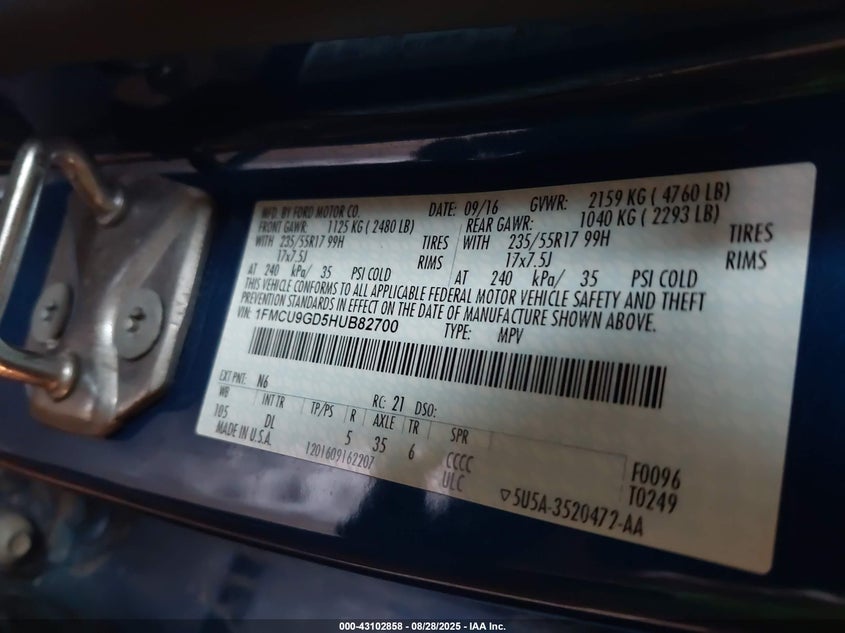 MFD. BY FORD MOTOR CO. DATE: 09/16 GVWR: 2159 KG ( 4760 LB)
FRONT GAWR: 1125 KG ( 2480 LB) REAR GAWR: 1040 KG ( 2293 LB)
WITH 235/55R17 99H TIRES WITH 235/55R17 99H TIRES
17x7.5J RIMS 17x7.5J RIMS
AT 240 kPa/ 35 PSI COLD AT 240 kPa/ 35 PSI COLD
THIS VEHICLE CONFORMS TO ALL APPLICABLE FEDERAL MOTOR VEHICLE SAFETY AND THEFT
PREVENTION STANDARDS IN EFFECT ON THE DATE OF MANUFACTURE SHOWN ABOVE.
VIN: 1FMCU9GD5HUB82700 TYPE: MPV
EXT PNT: N6 RC: 21 DSO:
WB INT TR TP/PS R AXLE TR SPR
105 DL 5 35 6 CCCC F0096
MADE IN U.S.A. 1201609162207 ULC T0249
▽5U5A-3520472-AA
000-43102858 - 08/28/2025 - IAA Inc.